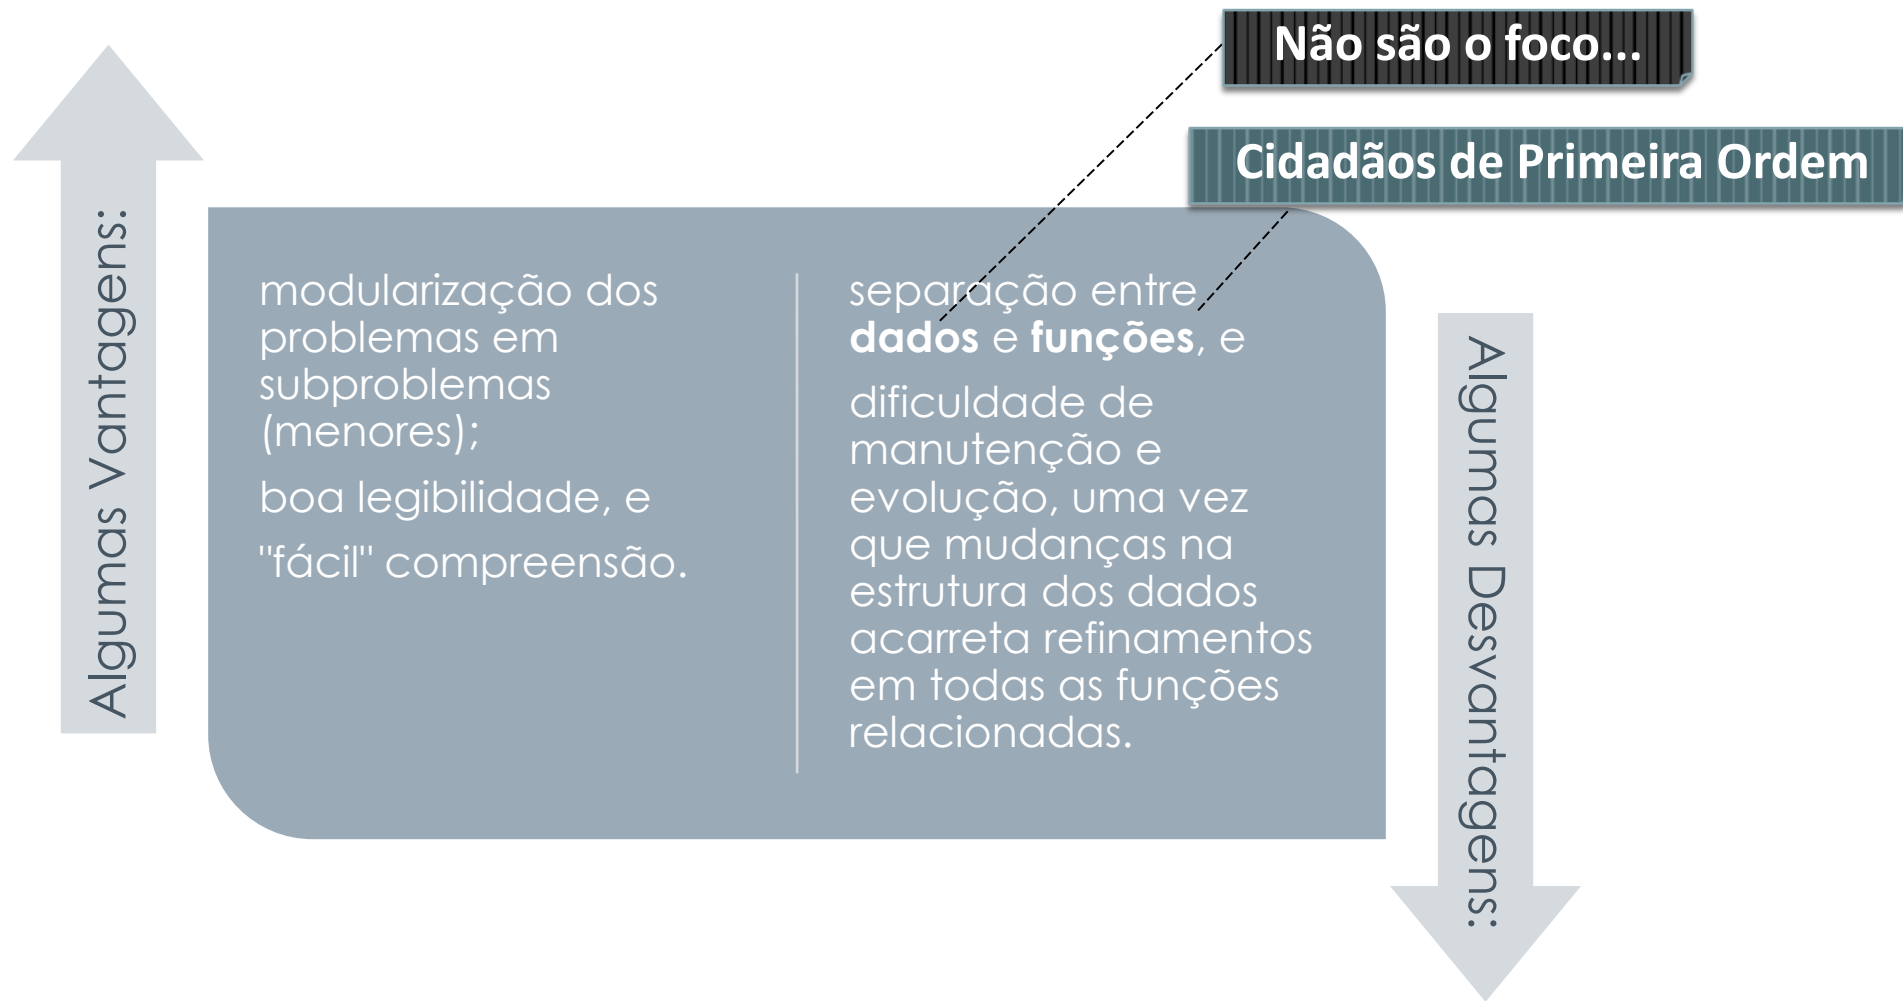 Não são o foco...
Cidadãos de Primeira Ordem
Algumas Vantagens:
modularização dos
problemas em
subproblemas
(menores);
boa legibilidade, e
"fácil" compreensão.
separação entre
dados e funções, e
dificuldade de
manutenção e
evolução, uma vez
que mudanças na
estrutura dos dados
acarreta refinamentos
em todas as funções
relacionadas.
Algumas Desvantagens: